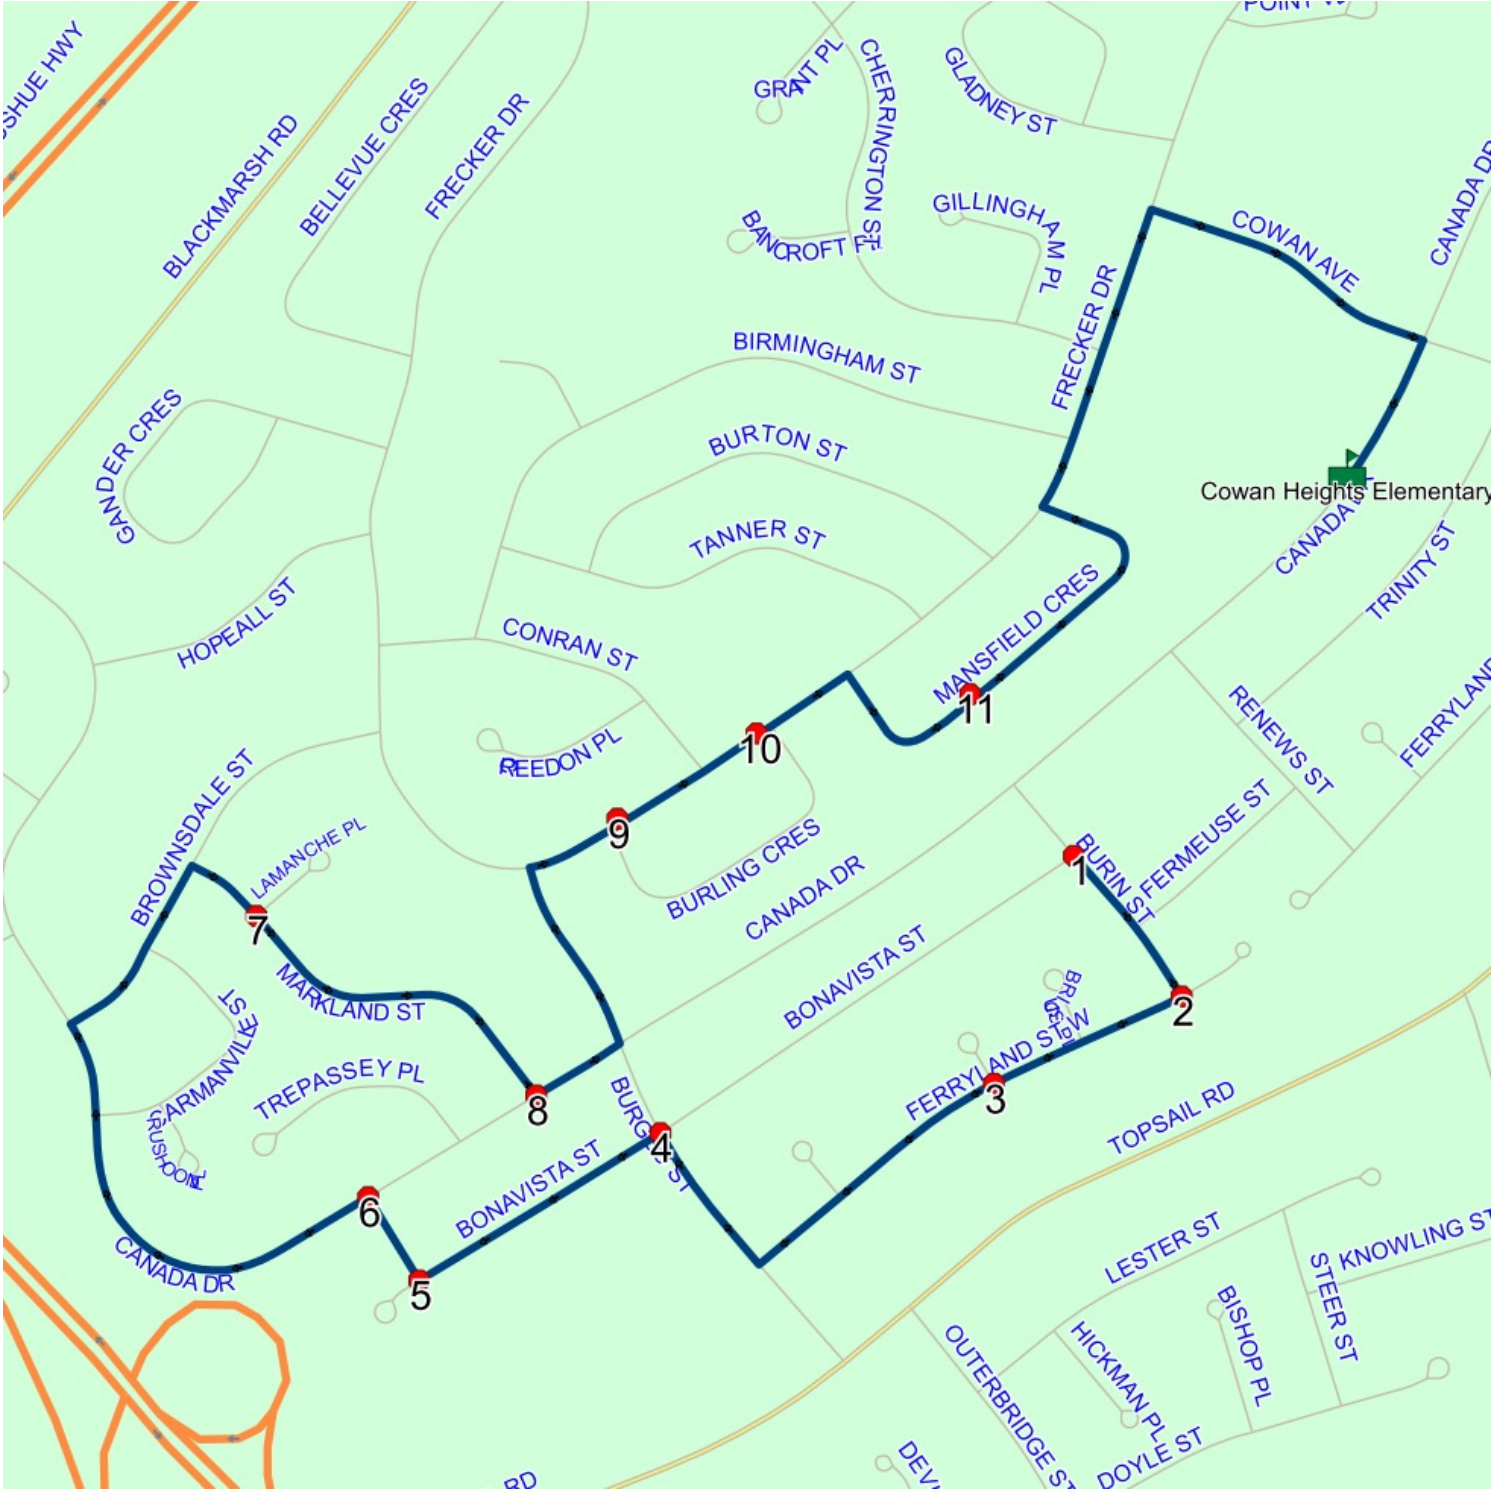 SHUE HWY
BLACKMARSH RD
BELLEVUE CRES
FRECKER DR
GRANT PL
CHERRINGTON ST
GLADNEY ST
CANADA DR
BANCROFT
GILLINGHAM PL
COWAN AVE
FRECKER DR
BIRMINGHAM ST
GANDER CRES
BURTON ST
TANNER ST
Cowan Heights Elementary
CANADA
TRINITY ST
HOPEALL ST
CONRAN ST
MANSFIELD CRES
11
RENEWS ST
FERRYLAND
REEDON PL
10
BROWNSDALE ST
LAMANCHE PL
9
BURLING CRES
CANADA DR
1
BURIN ST
FERMEUSE ST
7
MARKLAND ST
BONAVISTA ST
2
FERRYLAND ST W
3
CARMANVILLE ST
TREPASSEY PL
8
4
RUSHOON PL
BONAVISTA ST
6
5
CANADA DR
TOPSAIL RD
LESTER ST
KNOWLING ST
STEER ST
BISHOP PL
HICKMAN PL
OUTERBRIDGE ST
DOYLE ST
RD